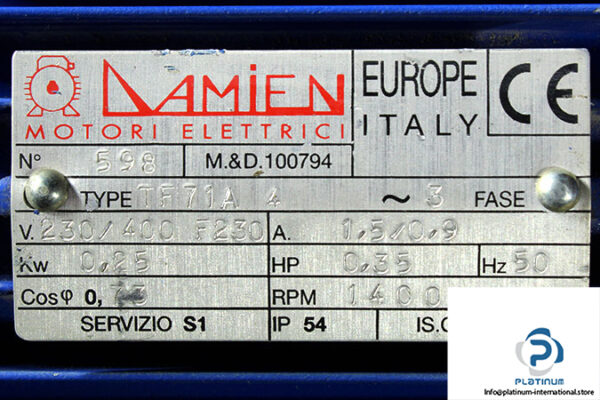 DAMIEN
MOTORI ELETTRICI
EUROPE
ITALY
CE
N° 598 M.&D.100794
TYPE TF71A 4 ~ 3 FASE
V. 230/400 F230 A. 1.5/0.9
Kw 0,25 HP 0.35 Hz 50
Cosφ 0, RPM 1400
SERVIZIO S1 IP 54 IS.
P
PLATINUM
Info@platinum-international.store